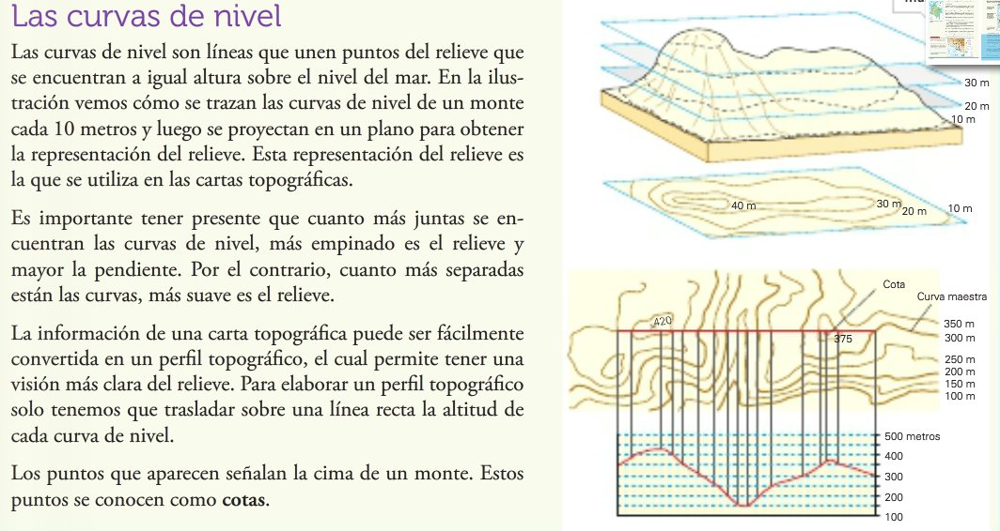 Las curvas de nivel
Las curvas de nivel son líneas que unen puntos del relieve que
se encuentran a igual altura sobre el nivel del mar. En la ilus-
tración vemos cómo se trazan las curvas de nivel de un monte
cada 10 metros y luego se proyectan en un plano para obtener
la representación del relieve. Esta representación del relieve es
la que se utiliza en las cartas topográficas.
Es importante tener presente que cuanto más juntas se en-
cuentran las curvas de nivel, más empinado es el relieve y
mayor la pendiente. Por el contrario, cuanto más separadas
están las curvas, más suave es el relieve.
La información de una carta topográfica puede ser fácilmente
convertida en un perfil topográfico, el cual permite tener una
visión más clara del relieve. Para elaborar un perfil topográfico
solo tenemos que trasladar sobre una línea recta la altitud de
cada curva de nivel.
Los puntos que aparecen señalan la cima de un monte. Estos
puntos se conocen como cotas.
30 m
20 m
10 m
40 m
30 m
20 m
10 m
Cota
Curva maestra
420
375
350 m
300 m
250 m
200 m
150 m
100 m
500 metros
400
300
200
100